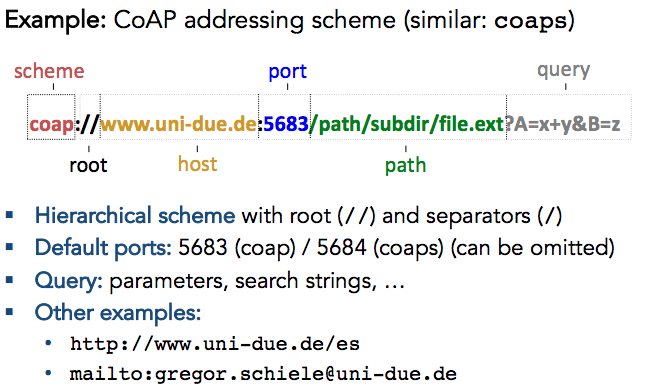 Example: CoAP addressing scheme (similar: coaps)
scheme port query
coap://www.uni-due.de:5683/path/subdir/file.ext?A=x+y&B=z
root host path
▪ Hierarchical scheme with root (//) and separators (/)
▪ Default ports: 5683 (coap) / 5684 (coaps) (can be omitted)
▪ Query: parameters, search strings, …
▪ Other examples:
• http://www.uni-due.de/es
• mailto:gregor.schiele@uni-due.de